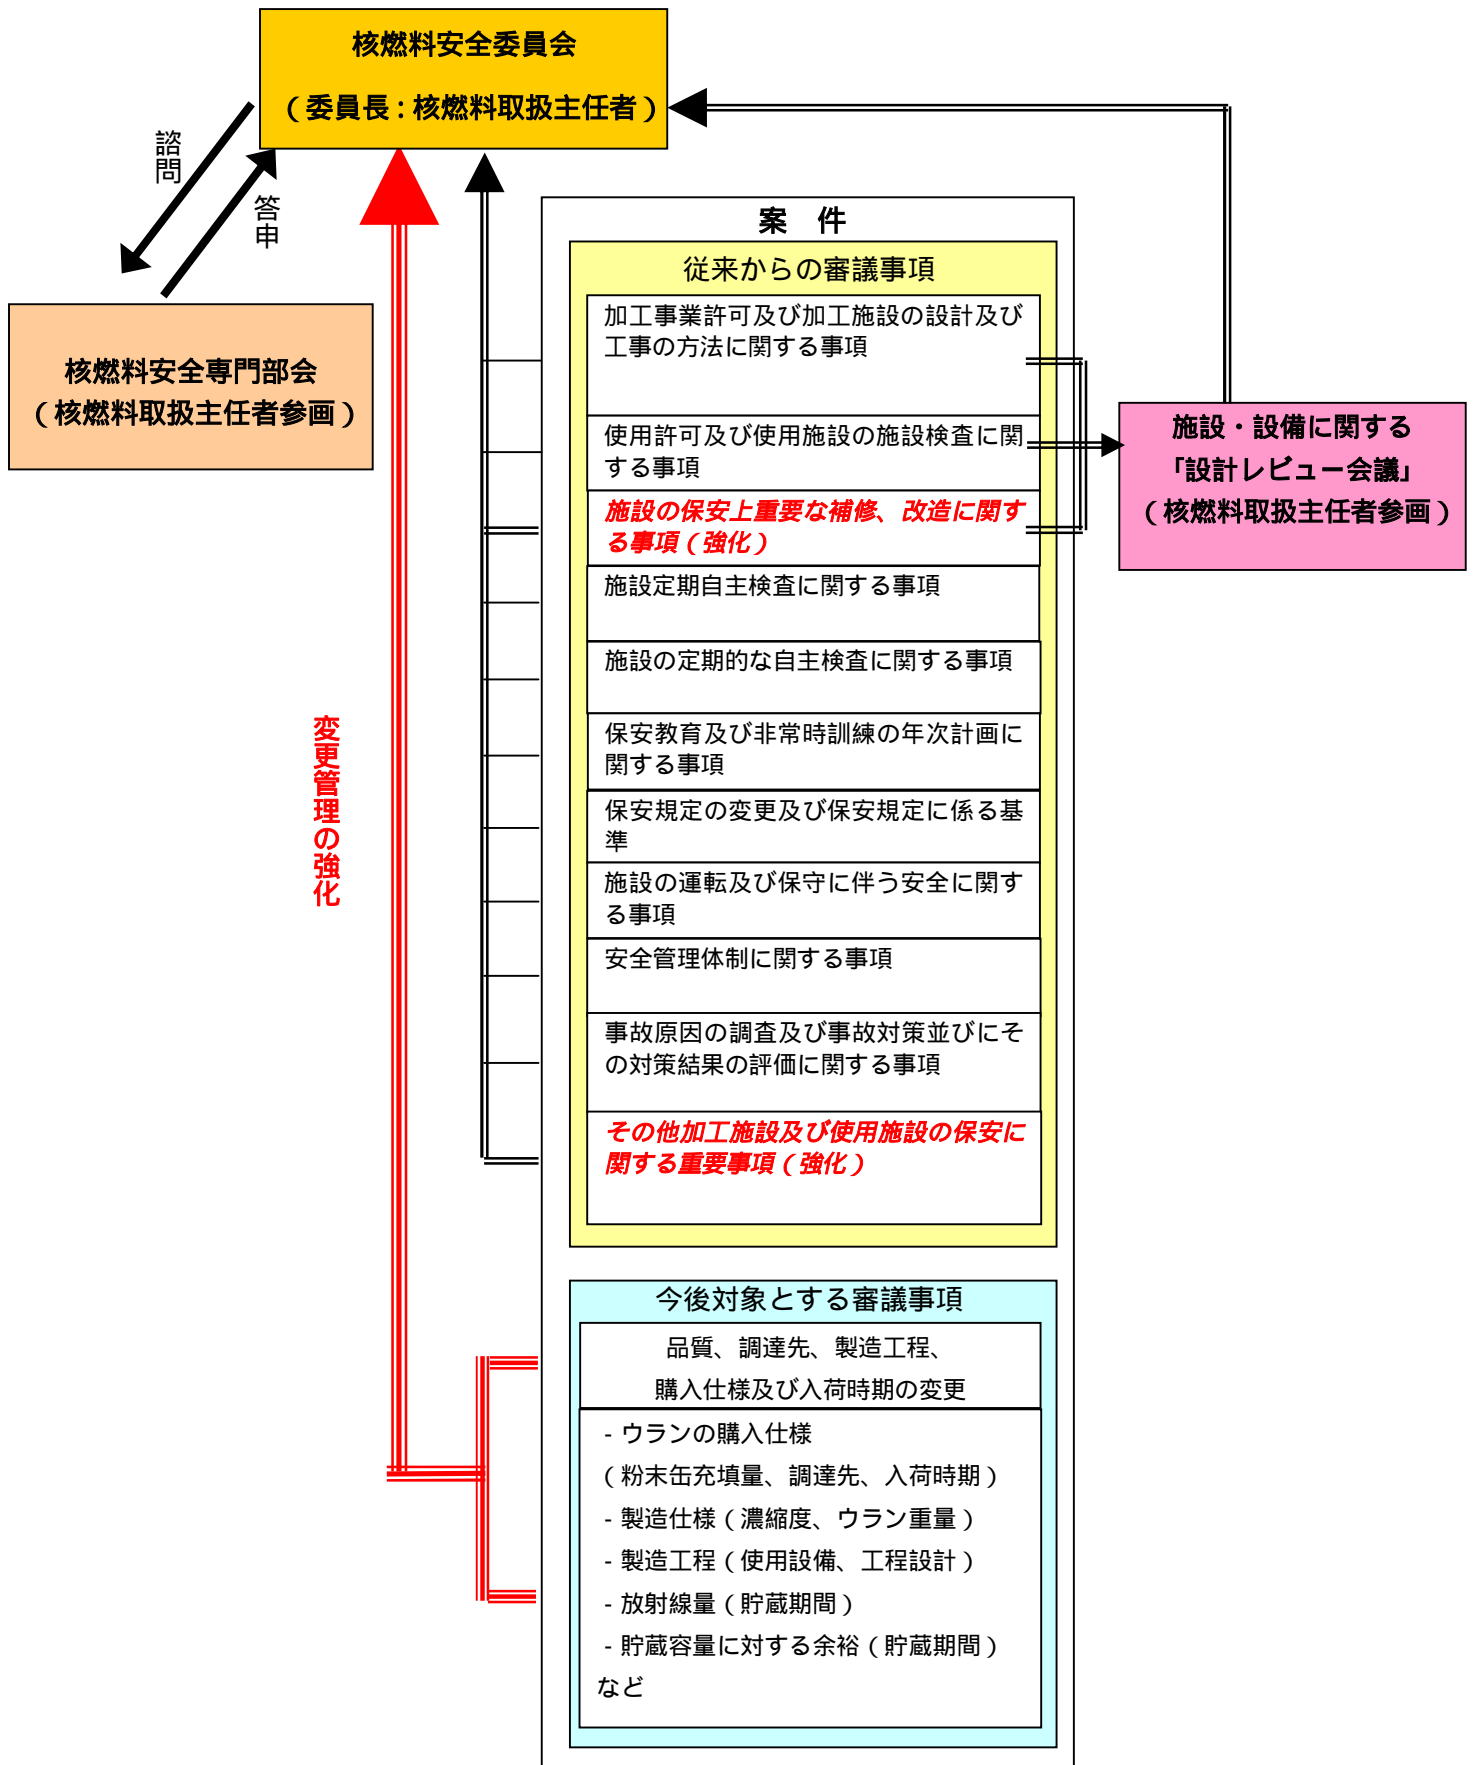 核燃料安全委員会
（委員長：核燃料取扱主任者）
諮問
答申
核燃料安全専門部会
（核燃料取扱主任者参画）
案　件
従来からの審議事項
加工事業許可及び加工施設の設計及び
工事の方法に関する事項
使用許可及び使用施設の施設検査に関
する事項
施設の保安上重要な補修、改造に関す
る事項（強化）
施設定期自主検査に関する事項
施設の定期的な自主検査に関する事項
保安教育及び非常時訓練の年次計画に
関する事項
保安規定の変更及び保安規定に係る基
準
施設の運転及び保守に伴う安全に関す
る事項
安全管理体制に関する事項
事故原因の調査及び事故対策並びにそ
の対策結果の評価に関する事項
その他加工施設及び使用施設の保安に
関する重要事項（強化）
施設・設備に関する
「設計レビュー会議」
（核燃料取扱主任者参画）
変更管理の強化
今後対象とする審議事項
品質、調達先、製造工程、
購入仕様及び入荷時期の変更
- ウランの購入仕様
（粉末缶充填量、調達先、入荷時期）
- 製造仕様（濃縮度、ウラン重量）
- 製造工程（使用設備、工程設計）
- 放射線量（貯蔵期間）
- 貯蔵容量に対する余裕（貯蔵期間）
など